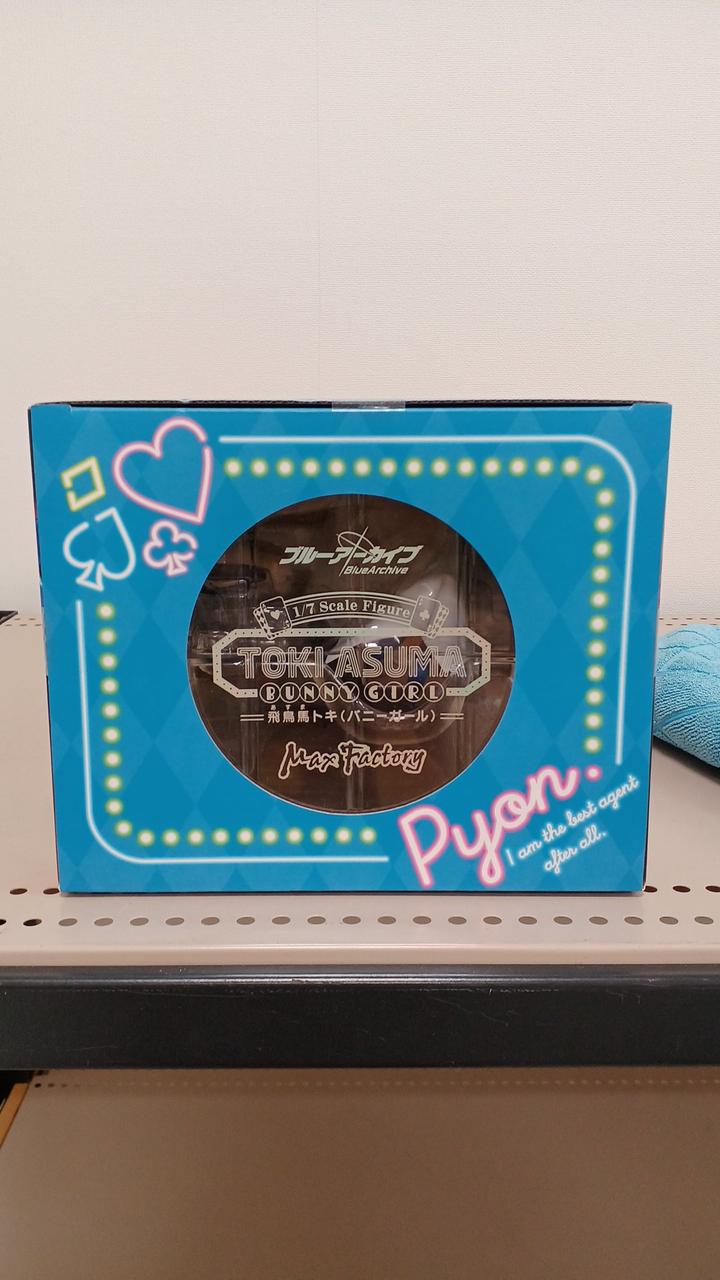 ブルーアーカイブ
BlueArchive
1/7 Scale Figure
TOKI ASUMA
BUNNY GIRL
あすま
飛鳥馬トキ(バニーガール)
Max Factory
Pyon.
I am the best agent
after all.